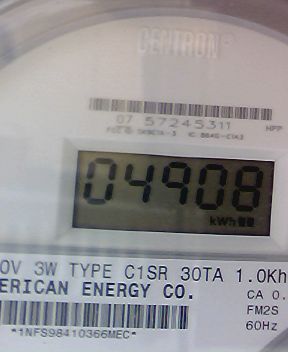 CENTRON®
07 57245311
HPP
04908
kWh
0V 3W TYPE C1SR 30TA 1.0Kh
ERICAN ENERGY CO.
CA 0.
FM2S
60Hz
*1NFS98410366MEC*